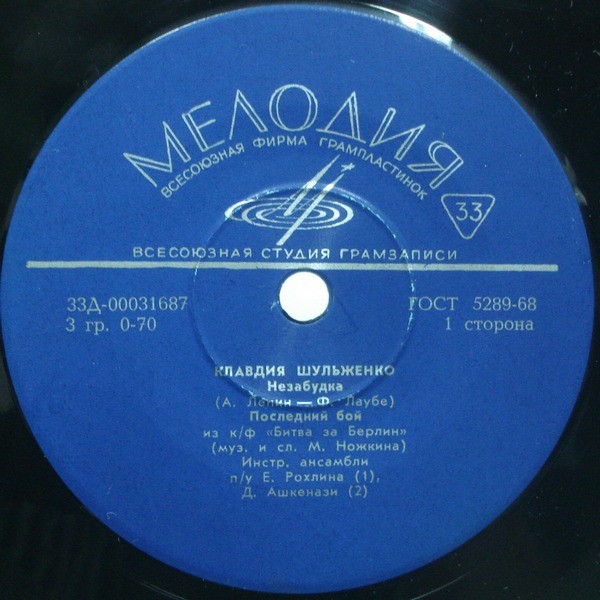 МЕЛОДИЯ
ВСЕСОЮЗНАЯ ФИРМА ГРАМПЛАСТИНОК
33
ВСЕСОЮЗНАЯ СТУДИЯ ГРАМЗАПИСИ
33Д-00031687 ГОСТ 5289-68
3 гр. 0-70 1 сторона
КЛАВДИЯ ШУЛЬЖЕНКО
Незабудка
(А. Лепин — Ф. Лаубе)
Последний бой
из к/ф «Битва за Берлин»
(муз. и сл. М. Ножкина)
Инстр. ансамбли
п/у Е. Рохлина (1),
Д. Ашкенази (2)